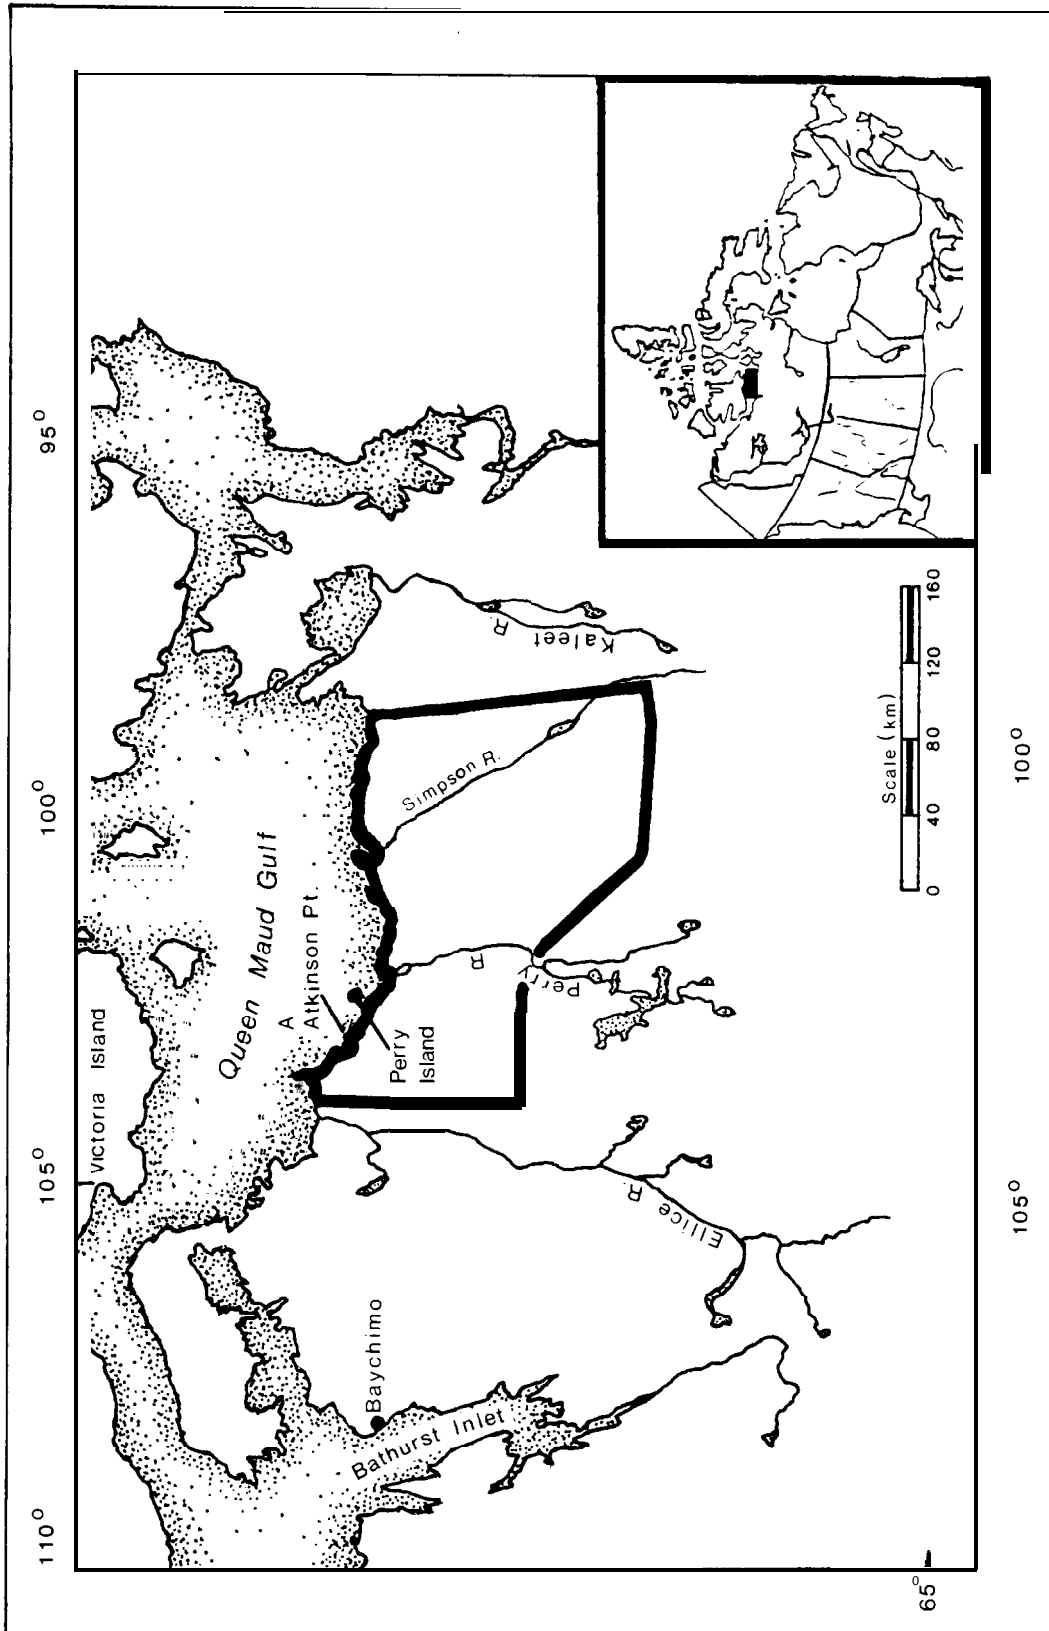 110°
105°
100°
95°
Victoria Island
Queen Maud Gulf
A
Atkinson Pt.
Perry
Island
Simpson R.
Kaleet
R.
Perry
R.
Ellice
R.
Baychimo
Bathurst Inlet
Scale (km)
0 40 80 120 160
65°
105°
100°